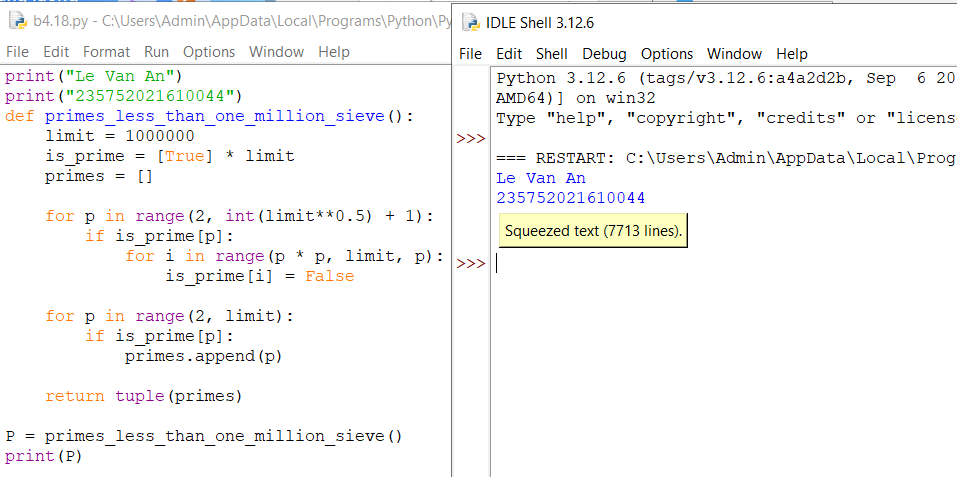 b4.18.py - C:\Users\Admin\AppData\Local\Programs\Python\Py
File Edit Format Run Options Window Help
print("Le Van An")
print("235752021610044")
def primes_less_than_one_million_sieve():
    limit = 1000000
    is_prime = [True] * limit
    primes = []
    for p in range(2, int(limit**0.5) + 1):
        if is_prime[p]:
            for i in range(p * p, limit, p):
                is_prime[i] = False
    for p in range(2, limit):
        if is_prime[p]:
            primes.append(p)
    return tuple(primes)
P = primes_less_than_one_million_sieve()
print(P)
IDLE Shell 3.12.6
File Edit Shell Debug Options Window Help
Python 3.12.6 (tags/v3.12.6:a4a2d2b, Sep  6 20
AMD64)] on win32
Type "help", "copyright", "credits" or "licens
>>>
=== RESTART: C:\Users\Admin\AppData\Local\Prog
Le Van An
235752021610044
Squeezed text (7713 lines).
>>>